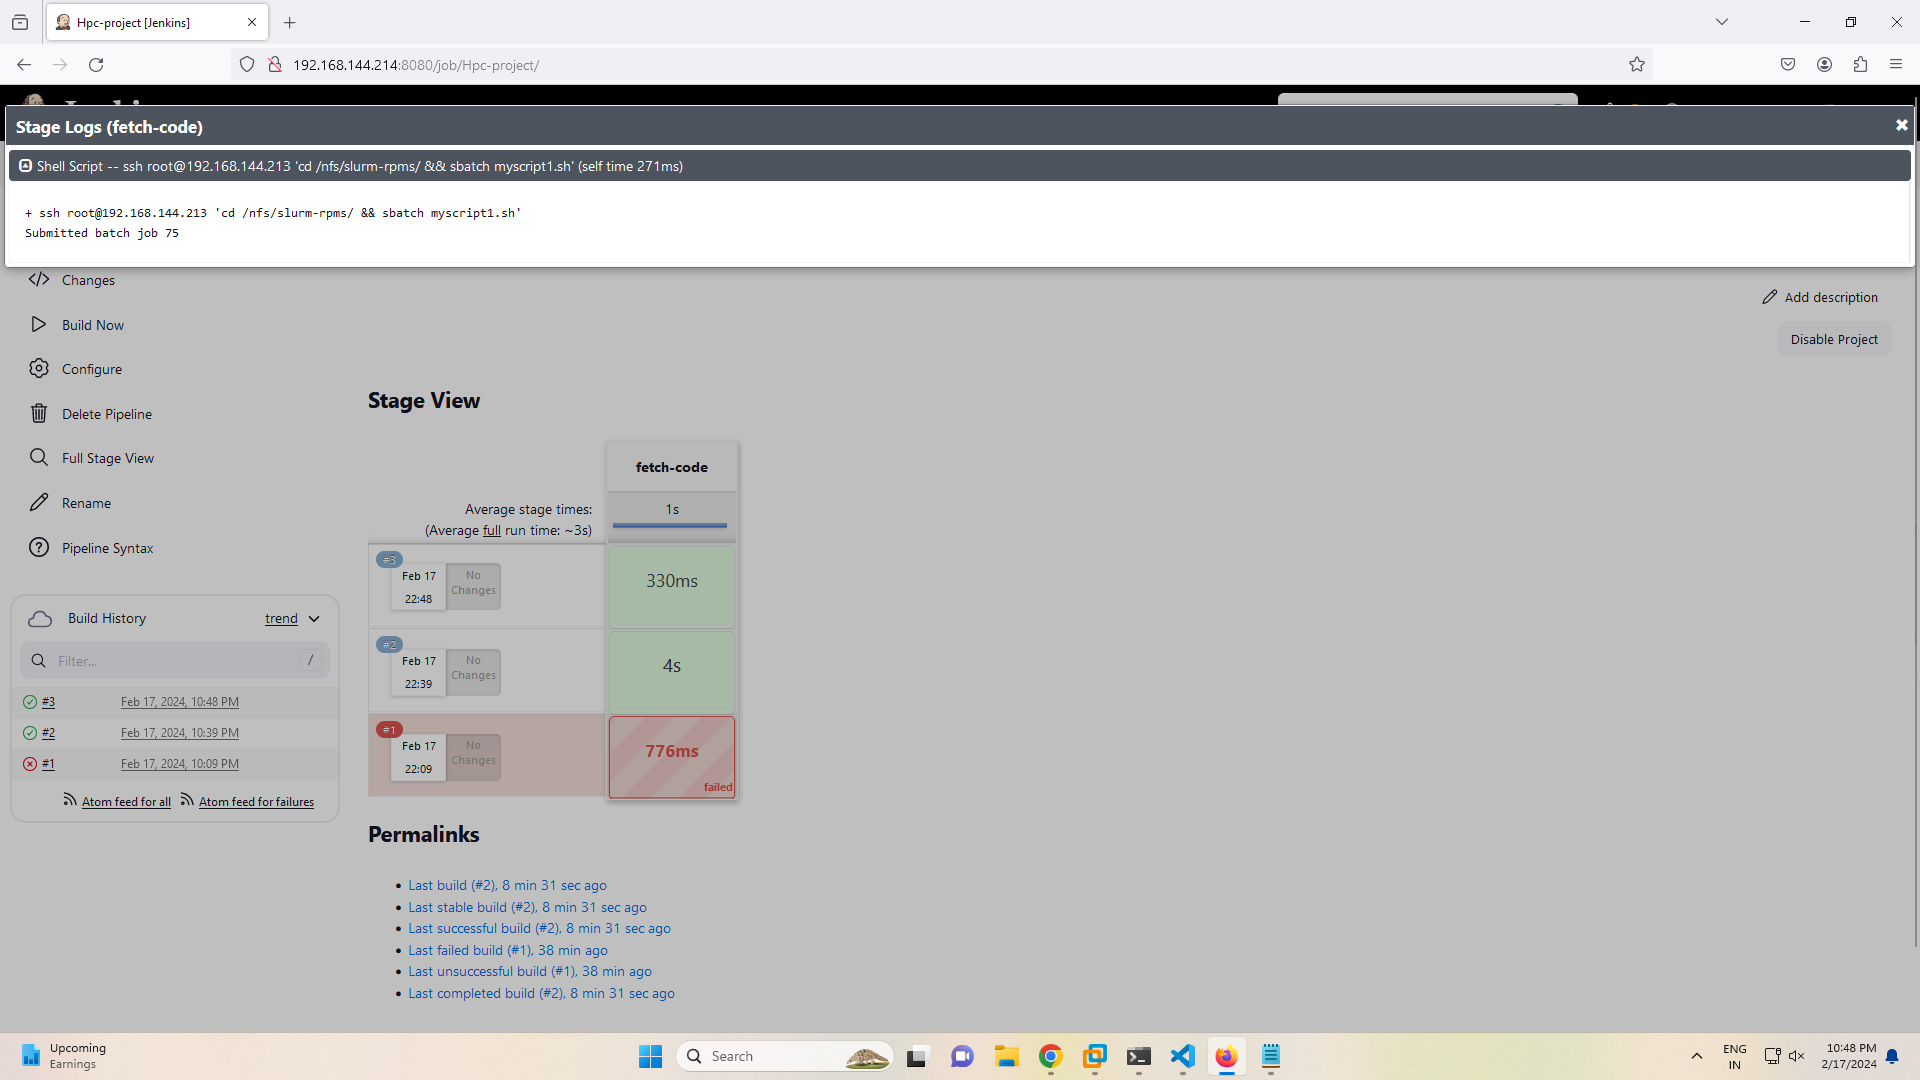 Hpc-project [Jenkins]
192.168.144.214:8080/job/Hpc-project/
Stage Logs (fetch-code)
Shell Script -- ssh root@192.168.144.213 'cd /nfs/slurm-rpms/ && sbatch myscript1.sh' (self time 271ms)
+ ssh root@192.168.144.213 'cd /nfs/slurm-rpms/ && sbatch myscript1.sh'
Submitted batch job 75
Changes
Add description
Build Now
Disable Project
Configure
Delete Pipeline
Full Stage View
Rename
Pipeline Syntax
Stage View
fetch-code
Average stage times:
1s
(Average full run time: ~3s)
#3
Feb 17
22:48
No
Changes
330ms
#2
Feb 17
22:39
No
Changes
4s
#1
Feb 17
22:09
No
Changes
776ms
failed
Build History
trend
Filter...
/
#3 Feb 17, 2024, 10:48 PM
#2 Feb 17, 2024, 10:39 PM
#1 Feb 17, 2024, 10:09 PM
Atom feed for all
Atom feed for failures
Permalinks
Last build (#2), 8 min 31 sec ago
Last stable build (#2), 8 min 31 sec ago
Last successful build (#2), 8 min 31 sec ago
Last failed build (#1), 38 min ago
Last unsuccessful build (#1), 38 min ago
Last completed build (#2), 8 min 31 sec ago
Upcoming
Earnings
Search
ENG
IN
10:48 PM
2/17/2024